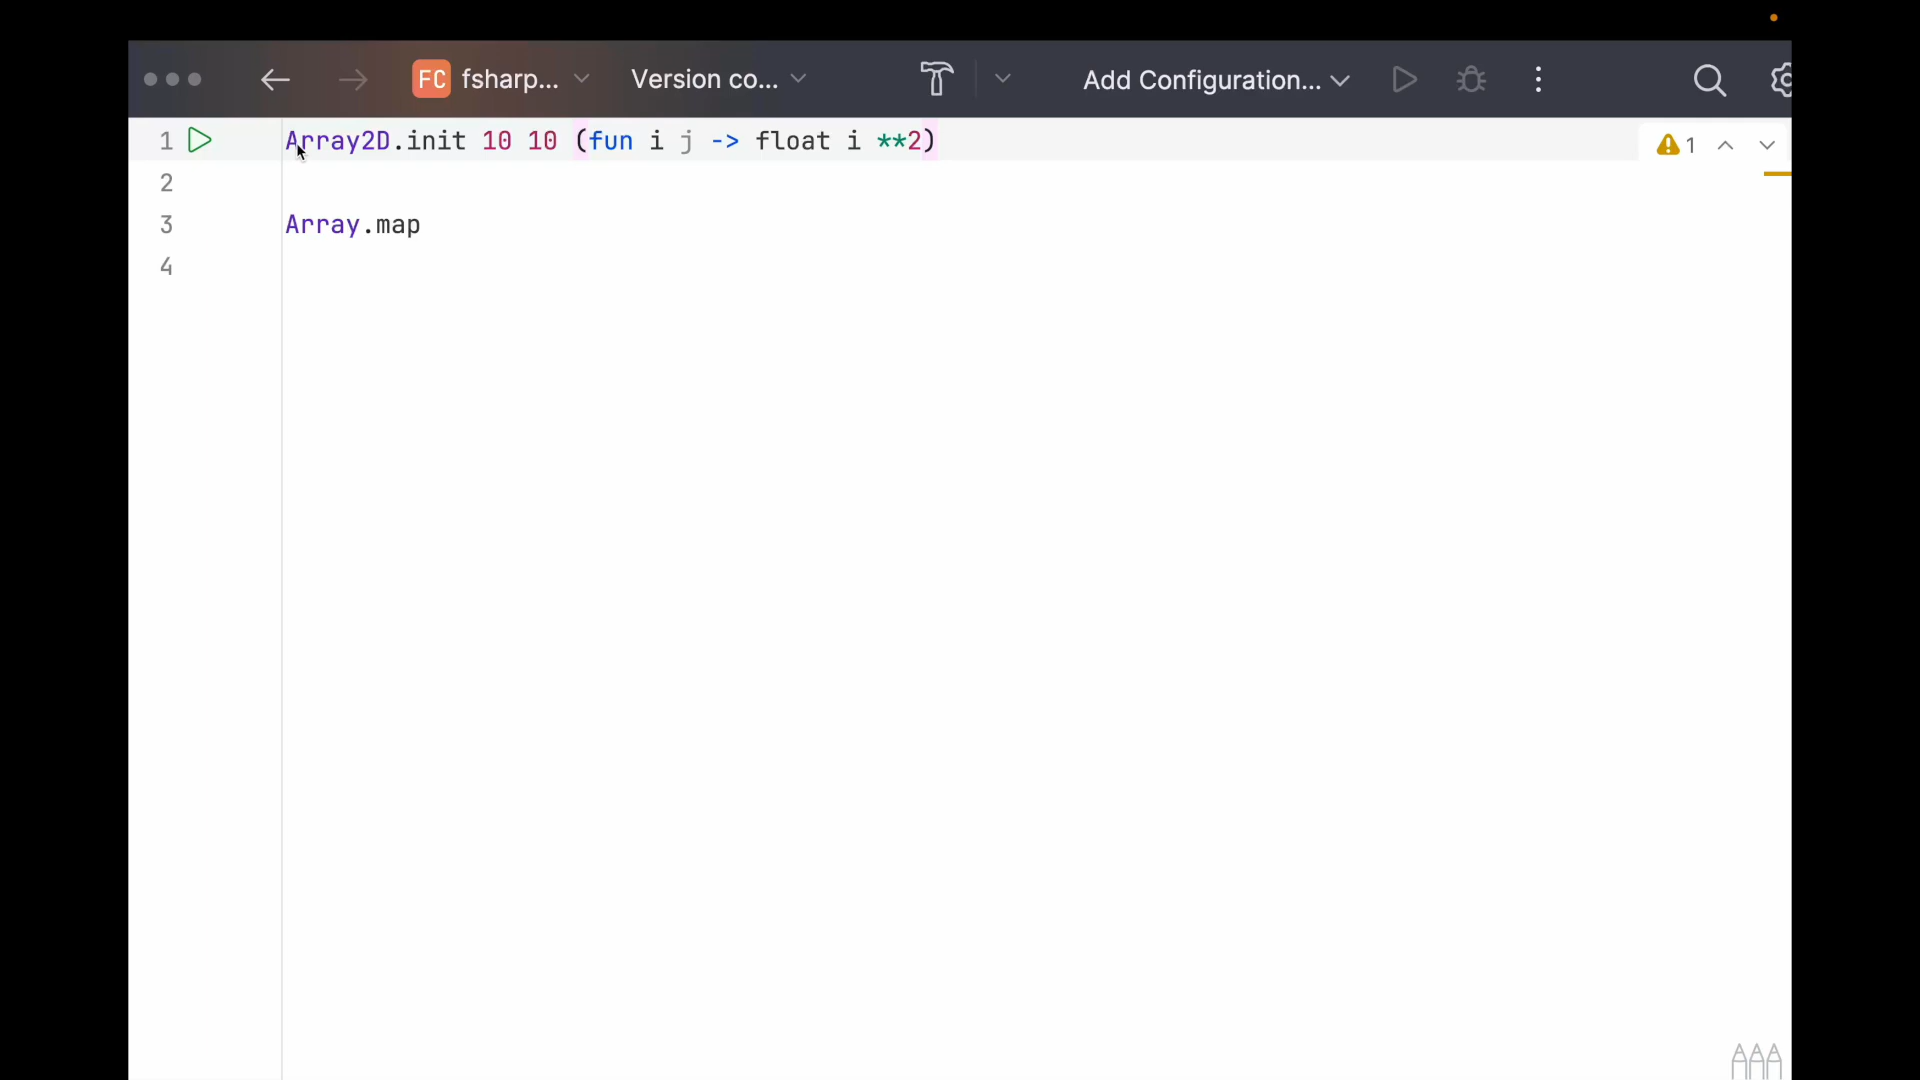 FC fsharp... Version co... Add Configuration...
1 Array2D.init 10 10 (fun i j -> float i **2) 1
2
3 Array.map
4